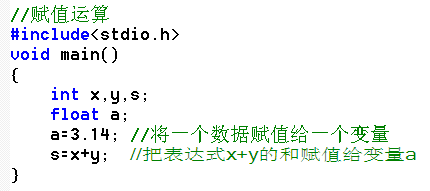 //赋值运算
#include<stdio.h>
void main()
{
    int x,y,s;
    float a;
    a=3.14; //将一个数据赋值给一个变量
    s=x+y;  //把表达式x+y的和赋值给变量a
}